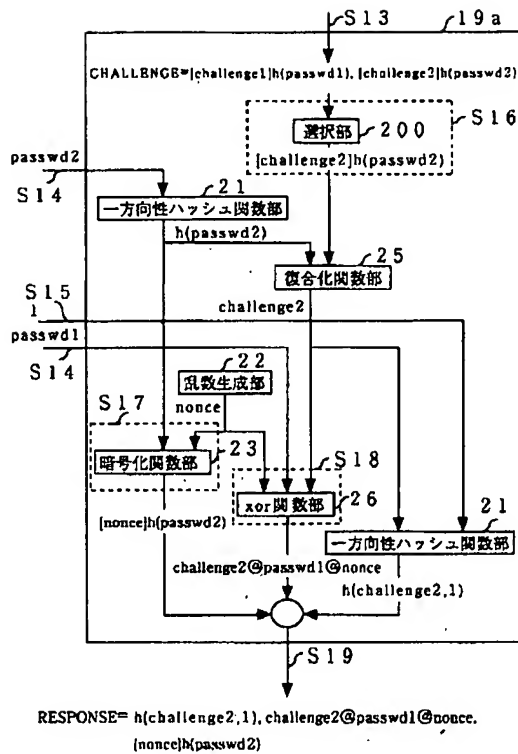 S13
19a
CHALLENGE=[challenge1]h(passwd1), [challenge2]h(passwd2)
S16
選択部 200
[challenge2]h(passwd2)
passwd2
S14
21
一方向性ハッシュ関数部
h(passwd2)
25
復合化関数部
S15
challenge2
1
passwd1
S14
22
乱数生成部
S17
nonce
23
暗号化関数部
S18
xor関数部 26
21
一方向性ハッシュ関数部
[nonce]h(passwd2)
challenge2@passwd1@nonce
h(challenge2,1)
S19
RESPONSE= h(challenge2,1), challenge2@passwd1@nonce,
[nonce]h(passwd2)